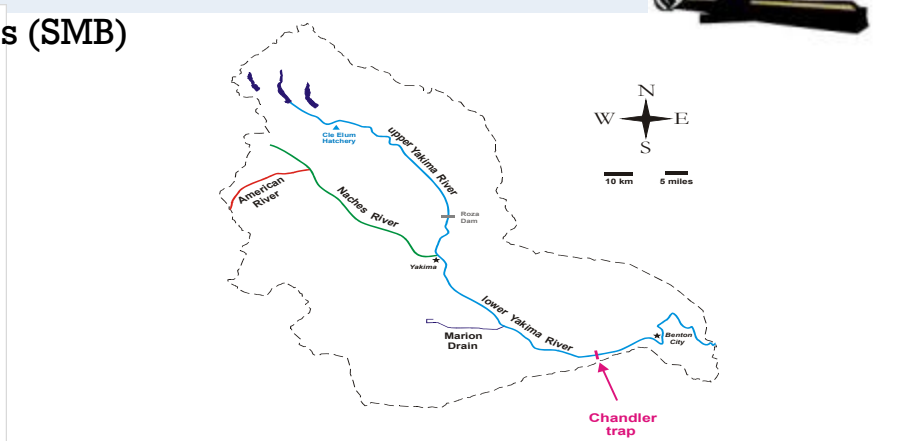 s (SMB)
N
W
E
S
10 km
5 miles
Cle Elum
Hatchery
upper Yakima River
American
River
Naches River
Roza
Dam
Yakima
lower Yakima River
Marion
Drain
Benton
City
Chandler
trap